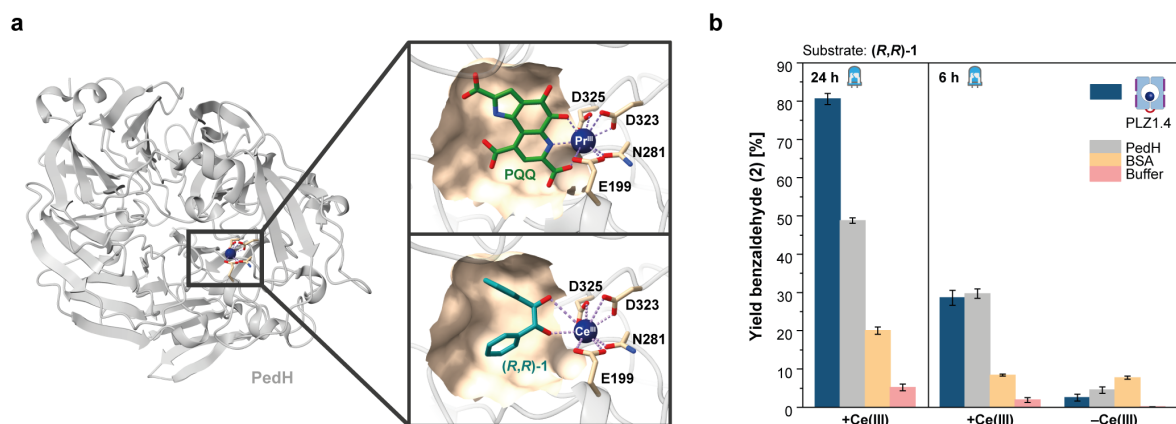 a
PedH
D325
D323
Prᴵᴵᴵ
N281
PQQ
E199
D325
D323
Ceᴵᴵᴵ
N281
(R,R)-1
E199
b
Substrate: (R,R)-1
Yield benzaldehyde (2) [%]
90
80
70
60
50
40
30
20
10
0
24 h
6 h
+Ce(III)
+Ce(III)
–Ce(III)
PLZ1.4
PedH
BSA
Buffer